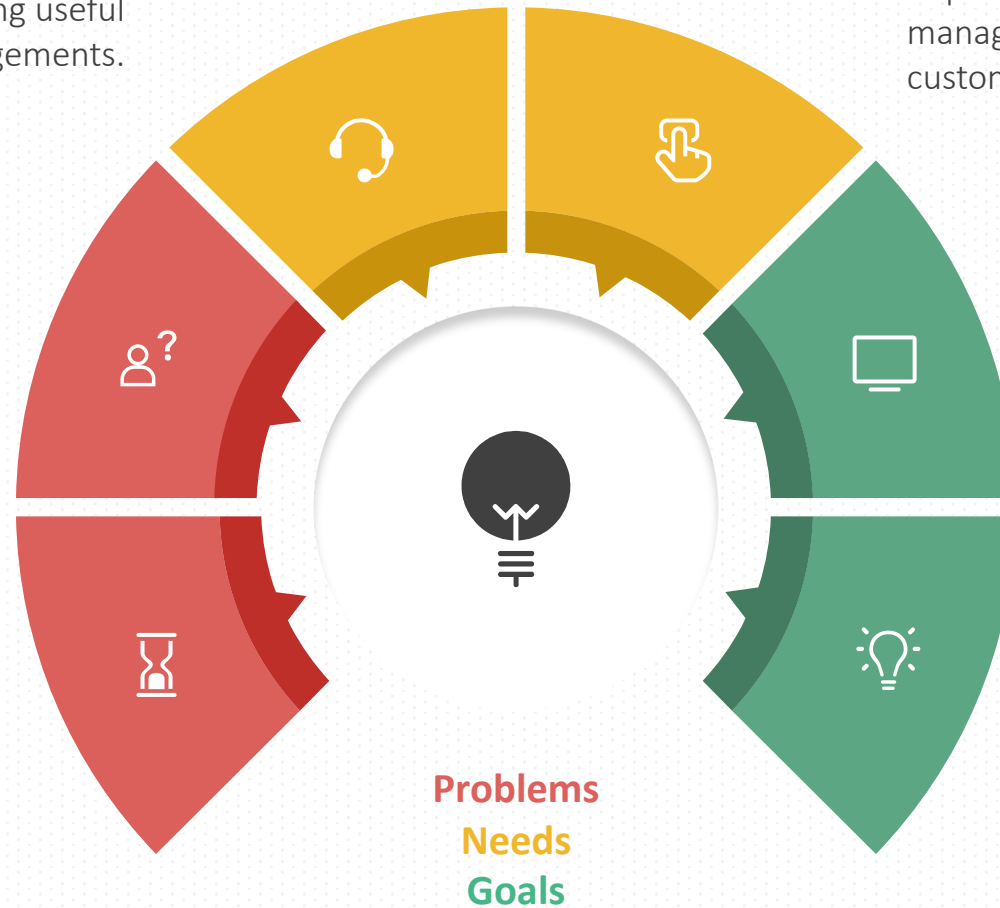 ng useful
gements.
manag
custon
?
Problems
Needs
Goals